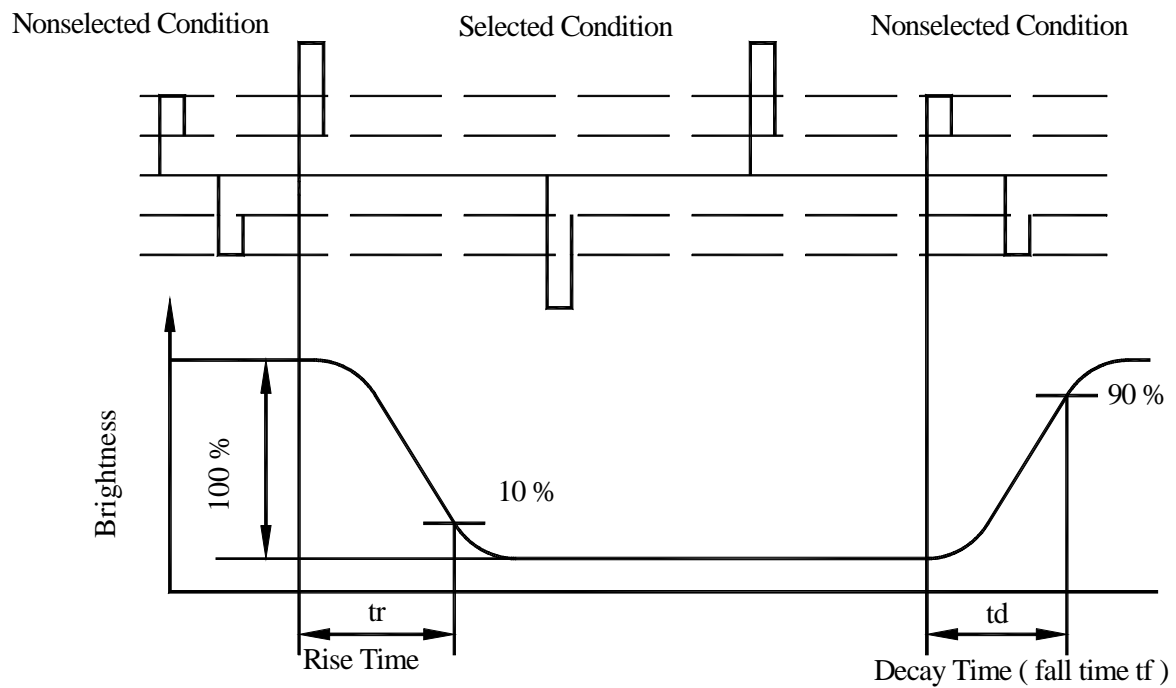 Nonselected Condition
Selected Condition
Nonselected Condition
Brightness
100 %
10 %
90 %
tr
Rise Time
td
Decay Time ( fall time tf )